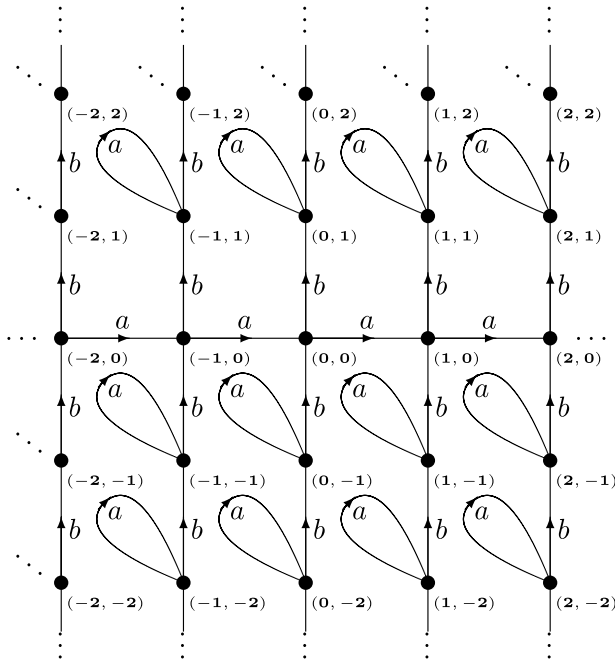 (−2, 2) (−1, 2) (0, 2) (1, 2) (2, 2)
a a a a
b b b b b
(−2, 1) (−1, 1) (0, 1) (1, 1) (2, 1)
b b b b b
a a a a
(−2, 0) (−1, 0) (0, 0) (1, 0) (2, 0)
a a a a
b b b b b
(−2, −1) (−1, −1) (0, −1) (1, −1) (2, −1)
a a a a
b b b b b
(−2, −2) (−1, −2) (0, −2) (1, −2) (2, −2)